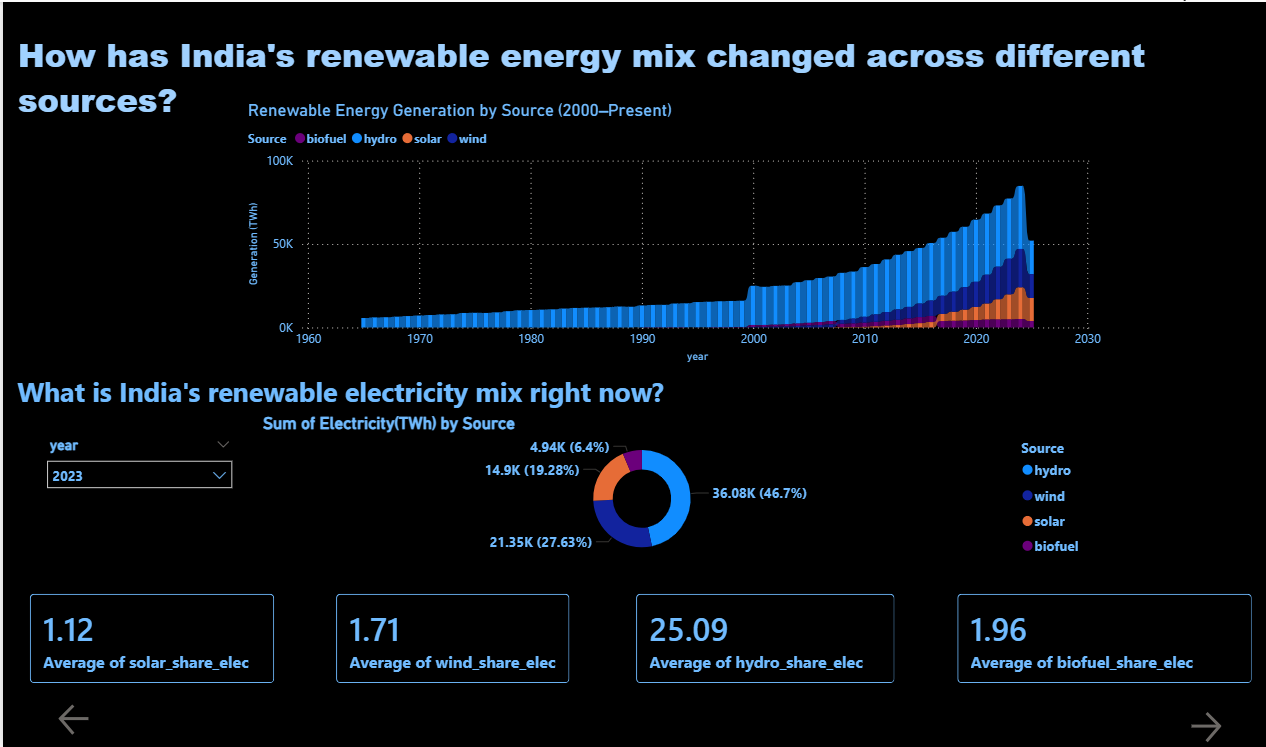 How has India's renewable energy mix changed across different
sources?
Renewable Energy Generation by Source (2000–Present)
Source biofuel hydro solar wind
100K
50K
0K
Generation (TWh)
1960 1970 1980 1990 2000 2010 2020 2030
year
What is India's renewable electricity mix right now?
Sum of Electricity(TWh) by Source
year
2023
4.94K (6.4%)
14.9K (19.28%)
36.08K (46.7%)
21.35K (27.63%)
Source
hydro
wind
solar
biofuel
1.12
Average of solar_share_elec
1.71
Average of wind_share_elec
25.09
Average of hydro_share_elec
1.96
Average of biofuel_share_elec